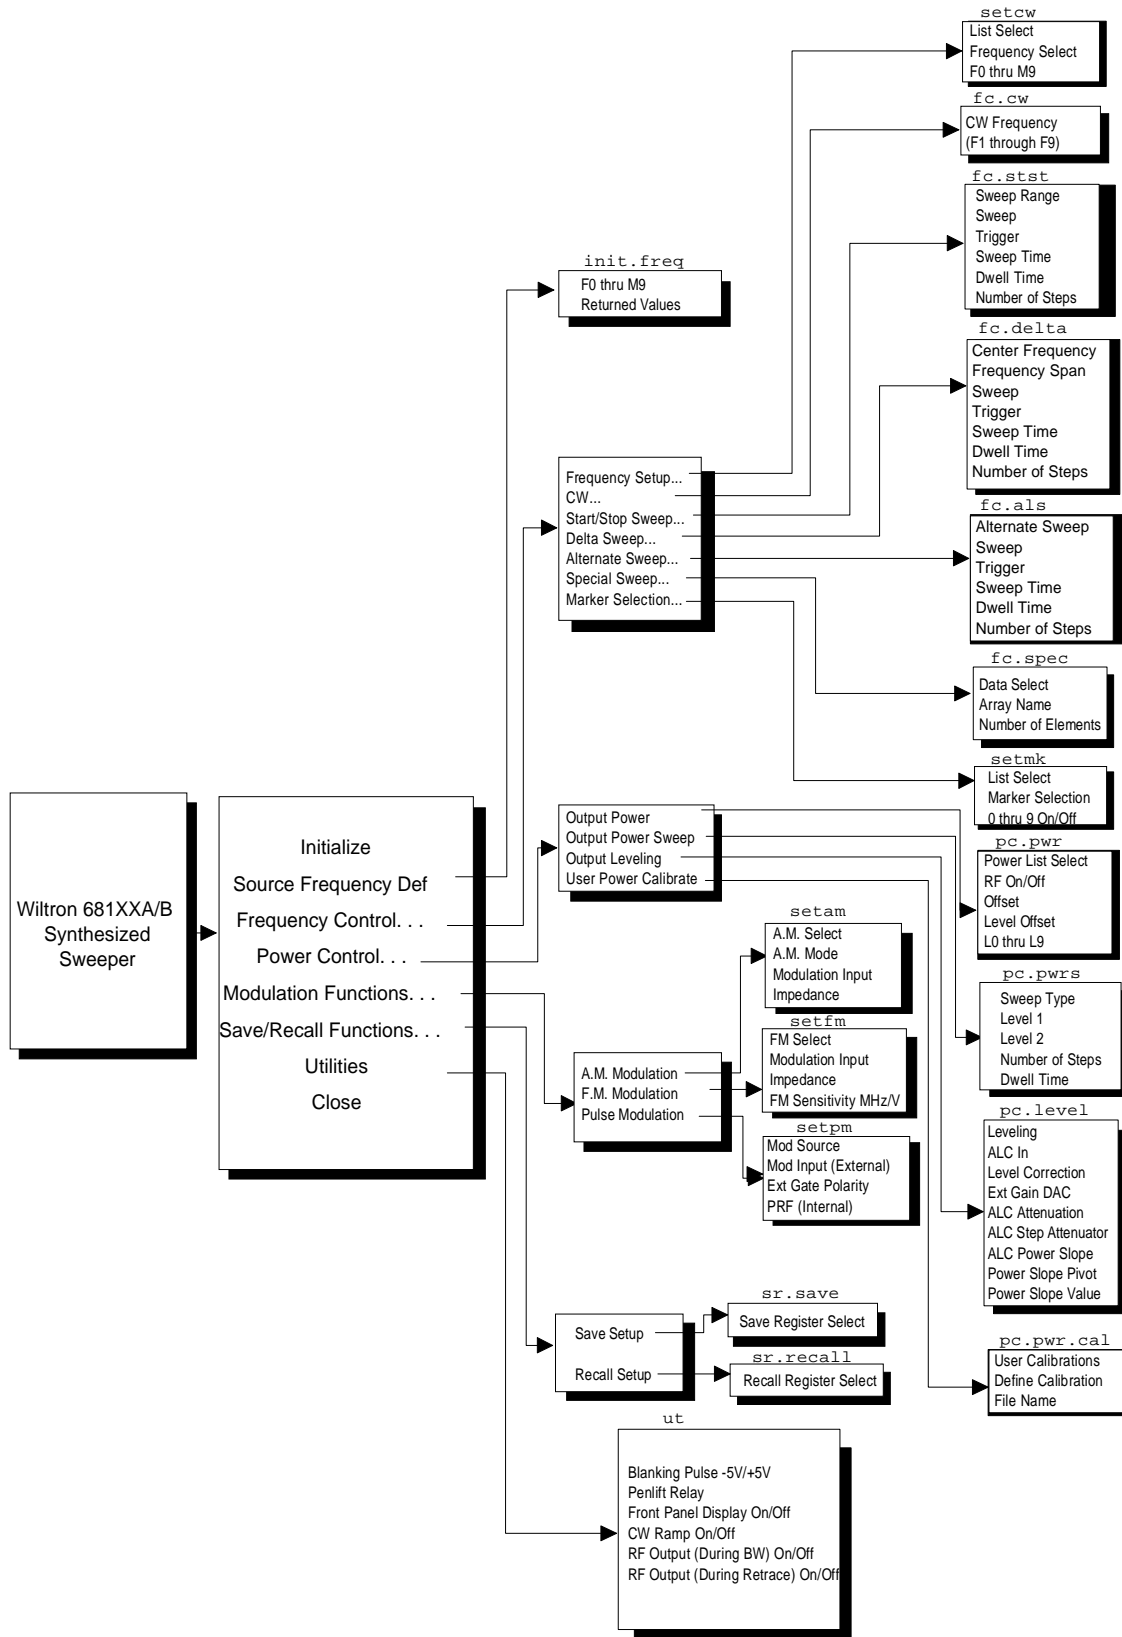 setcw
List Select
Frequency Select
F0 thru M9
fc.cw
CW Frequency
(F1 through F9)
fc.stst
Sweep Range
Sweep
Trigger
Sweep Time
Dwell Time
Number of Steps
init.freq
F0 thru M9
Returned Values
fc.delta
Center Frequency
Frequency Span
Sweep
Trigger
Sweep Time
Dwell Time
Number of Steps
Frequency Setup...
CW...
Start/Stop Sweep...
Delta Sweep...
Alternate Sweep...
Special Sweep...
Marker Selection...
fc.als
Alternate Sweep
Sweep
Trigger
Sweep Time
Dwell Time
Number of Steps
fc.spec
Data Select
Array Name
Number of Elements
setmk
List Select
Marker Selection
0 thru 9 On/Off
Wiltron 681XXA/B
Synthesized
Sweeper
Initialize
Source Frequency Def
Frequency Control. . .
Power Control. . .
Modulation Functions. . .
Save/Recall Functions. . .
Utilities
Close
Output Power
Output Power Sweep
Output Leveling
User Power Calibrate
pc.pwr
Power List Select
RF On/Off
Offset
Level Offset
L0 thru L9
setam
A.M. Select
A.M. Mode
Modulation Input
Impedance
pc.pwrs
Sweep Type
Level 1
Level 2
Number of Steps
Dwell Time
setfm
FM Select
Modulation Input
Impedance
FM Sensitivity MHz/V
A.M. Modulation
F.M. Modulation
Pulse Modulation
setpm
Mod Source
Mod Input (External)
Ext Gate Polarity
PRF (Internal)
pc.level
Leveling
ALC In
Level Correction
Ext Gain DAC
ALC Attenuation
ALC Step Attenuator
ALC Power Slope
Power Slope Pivot
Power Slope Value
Save Setup
Recall Setup
sr.save
Save Register Select
sr.recall
Recall Register Select
pc.pwr.cal
User Calibrations
Define Calibration
File Name
ut
Blanking Pulse -5V/+5V
Penlift Relay
Front Panel Display On/Off
CW Ramp On/Off
RF Output (During BW) On/Off
RF Output (During Retrace) On/Off